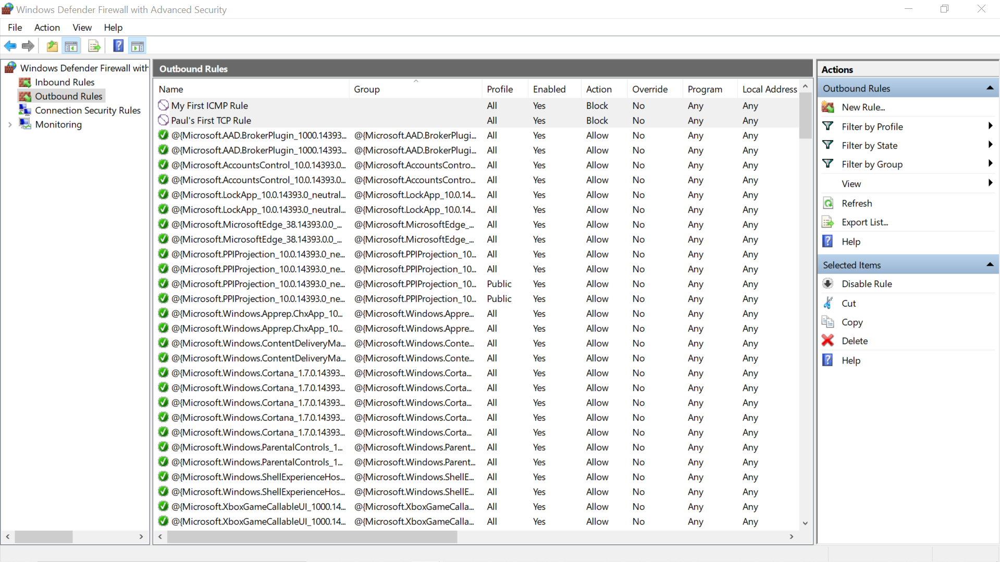 Windows Defender Firewall with Advanced Security
File Action View Help
Windows Defender Firewall with
Inbound Rules
Outbound Rules
Connection Security Rules
Monitoring
Outbound Rules
Name Group Profile Enabled Action Override Program Local Address
My First ICMP Rule All Yes Block No Any Any
Paul's First TCP Rule All Yes Block No Any Any
@{Microsoft.AAD.BrokerPlugin_1000.14393... @{Microsoft.AAD.BrokerPlugi... All Yes Allow No Any Any
@{Microsoft.AAD.BrokerPlugin_1000.14393... @{Microsoft.AAD.BrokerPlugi... All Yes Allow No Any Any
@{Microsoft.AccountsControl_10.0.14393.0... @{Microsoft.AccountsContro... All Yes Allow No Any Any
@{Microsoft.AccountsControl_10.0.14393.0... @{Microsoft.AccountsContro... All Yes Allow No Any Any
@{Microsoft.LockApp_10.0.14393.0_neutral... @{Microsoft.LockApp_10.0.14... All Yes Allow No Any Any
@{Microsoft.LockApp_10.0.14393.0_neutral... @{Microsoft.LockApp_10.0.14... All Yes Allow No Any Any
@{Microsoft.MicrosoftEdge_38.14393.0.0_... @{Microsoft.MicrosoftEdge_... All Yes Allow No Any Any
@{Microsoft.MicrosoftEdge_38.14393.0.0_... @{Microsoft.MicrosoftEdge_... All Yes Allow No Any Any
@{Microsoft.PPIProjection_10.0.14393.0_ne... @{Microsoft.PPIProjection_10... All Yes Allow No Any Any
@{Microsoft.PPIProjection_10.0.14393.0_ne... @{Microsoft.PPIProjection_10... All Yes Allow No Any Any
@{Microsoft.PPIProjection_10.0.14393.0_ne... @{Microsoft.PPIProjection_10... Public Yes Allow No Any Any
@{Microsoft.PPIProjection_10.0.14393.0_ne... @{Microsoft.PPIProjection_10... Public Yes Allow No Any Any
@{Microsoft.Windows.Apprep.ChxApp_10... @{Microsoft.Windows.Appre... All Yes Allow No Any Any
@{Microsoft.Windows.Apprep.ChxApp_10... @{Microsoft.Windows.Appre... All Yes Allow No Any Any
@{Microsoft.Windows.ContentDeliveryMa... @{Microsoft.Windows.Conte... All Yes Allow No Any Any
@{Microsoft.Windows.ContentDeliveryMa... @{Microsoft.Windows.Conte... All Yes Allow No Any Any
@{Microsoft.Windows.Cortana_1.7.0.14393... @{Microsoft.Windows.Corta... All Yes Allow No Any Any
@{Microsoft.Windows.Cortana_1.7.0.14393... @{Microsoft.Windows.Corta... All Yes Allow No Any Any
@{Microsoft.Windows.Cortana_1.7.0.14393... @{Microsoft.Windows.Corta... All Yes Allow No Any Any
@{Microsoft.Windows.Cortana_1.7.0.14393... @{Microsoft.Windows.Corta... All Yes Allow No Any Any
@{Microsoft.Windows.Cortana_1.7.0.14393... @{Microsoft.Windows.Corta... All Yes Allow No Any Any
@{Microsoft.Windows.ParentalControls_1... @{Microsoft.Windows.Parent... All Yes Allow No Any Any
@{Microsoft.Windows.ParentalControls_1... @{Microsoft.Windows.Parent... All Yes Allow No Any Any
@{Microsoft.Windows.ShellExperienceHos... @{Microsoft.Windows.ShellE... All Yes Allow No Any Any
@{Microsoft.Windows.ShellExperienceHos... @{Microsoft.Windows.ShellE... All Yes Allow No Any Any
@{Microsoft.XboxGameCallableUI_1000.14... @{Microsoft.XboxGameCalla... All Yes Allow No Any Any
@{Microsoft.XboxGameCallableUI_1000.14... @{Microsoft.XboxGameCalla... All Yes Allow No Any Any
Actions
Outbound Rules
New Rule...
Filter by Profile
Filter by State
Filter by Group
View
Refresh
Export List...
Help
Selected Items
Disable Rule
Cut
Copy
Delete
Help